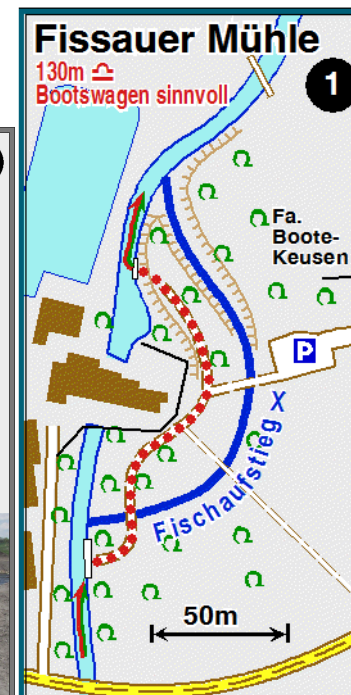 Fissauer Mühle
130m
Bootswagen sinnvoll
1
Fa.
Boote-
Keusen
P
X
Fischaufstieg
50m